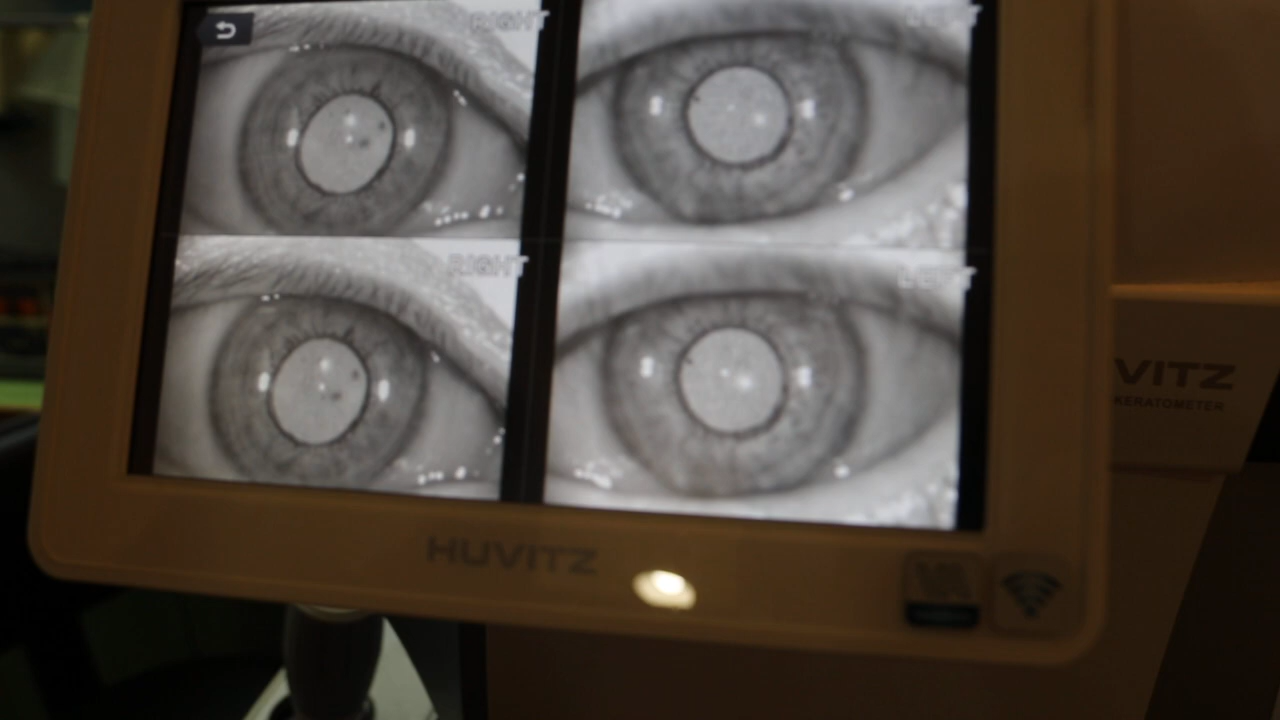 RIGHT
LEFT
RIGHT
LEFT
HUVITZ
VITZ
KERATOMETER